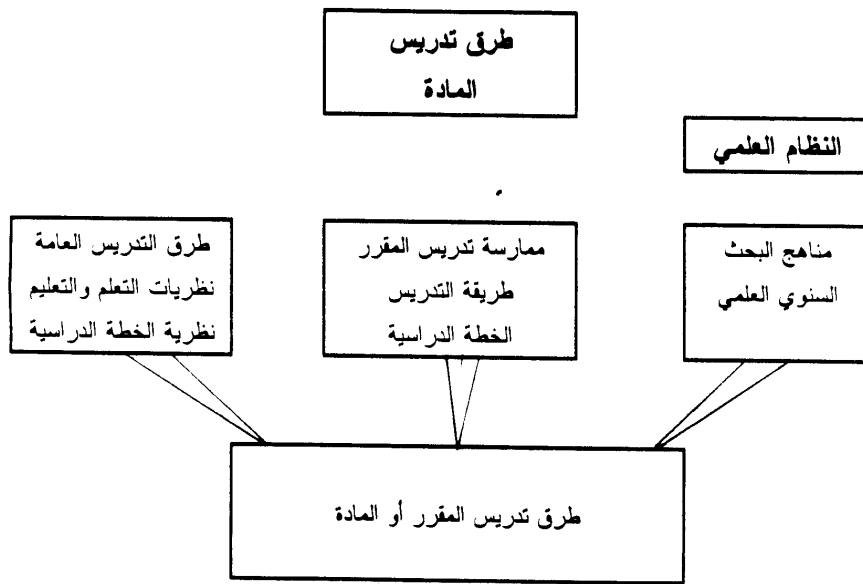 طرق تدريس
المادة
النظام العلمي
مناهج البحث
السنوي العلمي
ممارسة تدريس المقرر
طريقة التدريس
الخطة الدراسية
طرق التدريس العامة
نظريات التعلم والتعليم
نظرية الخطة الدراسية
طرق تدريس المقرر أو المادة